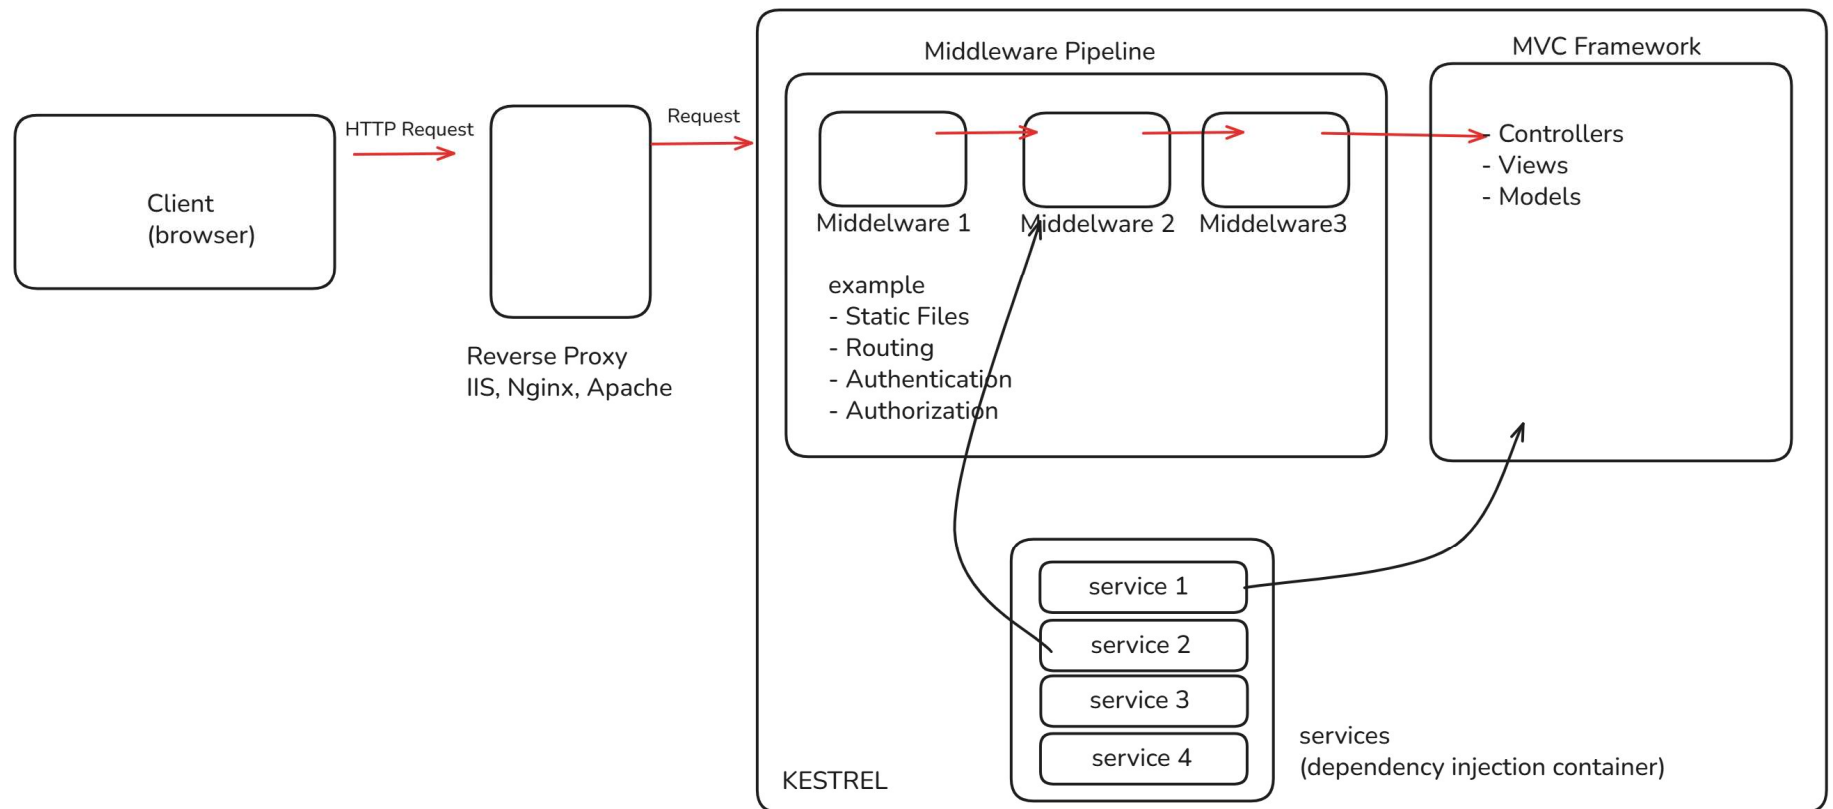 Middleware Pipeline
MVC Framework
HTTP Request
Request
Client
(browser)
- Controllers
- Views
- Models
Middelware 1
Middelware 2
Middelware3
example
- Static Files
- Routing
- Authentication
- Authorization
Reverse Proxy
IIS, Nginx, Apache
service 1
service 2
service 3
service 4
services
(dependency injection container)
KESTREL